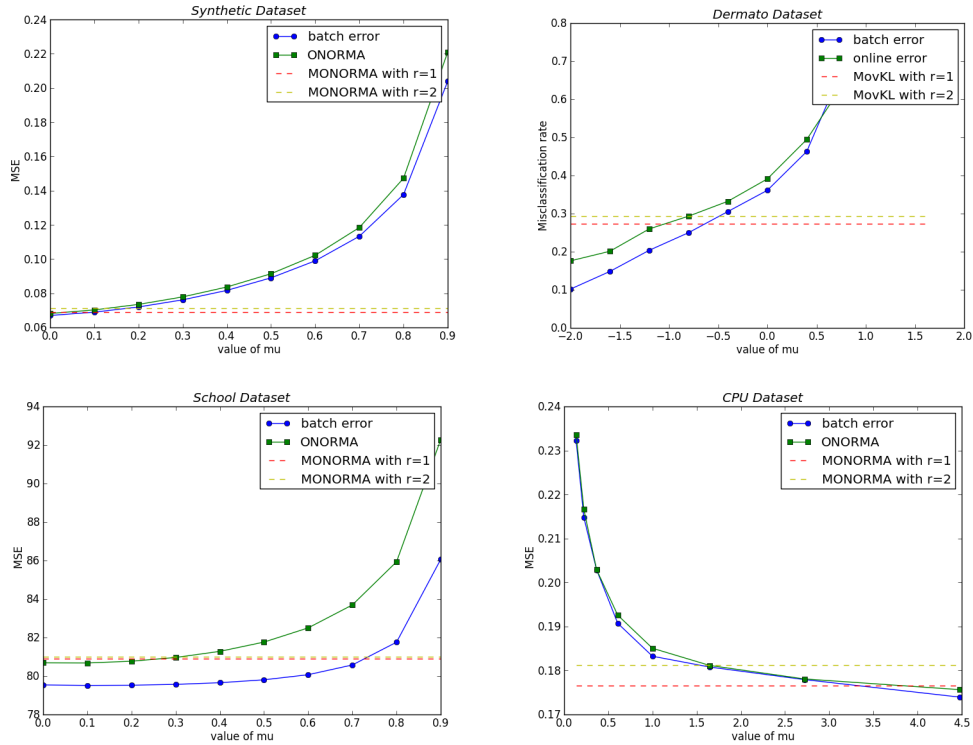 Synthetic Dataset
0.24
0.22
0.20
0.18
0.16
0.14
0.12
0.10
0.08
0.06
MSE
batch error
ONORMA
MONORMA with r=1
MONORMA with r=2
0.0 0.1 0.2 0.3 0.4 0.5 0.6 0.7 0.8 0.9
value of mu
Dermato Dataset
0.8
0.7
0.6
0.5
0.4
0.3
0.2
0.1
0.0
Misclassification rate
batch error
online error
MovKL with r=1
MovKL with r=2
-2.0 -1.5 -1.0 -0.5 0.0 0.5 1.0 1.5 2.0
value of mu
School Dataset
94
92
90
88
86
84
82
80
78
MSE
batch error
ONORMA
MONORMA with r=1
MONORMA with r=2
0.0 0.1 0.2 0.3 0.4 0.5 0.6 0.7 0.8 0.9
value of mu
CPU Dataset
0.24
0.23
0.22
0.21
0.20
0.19
0.18
0.17
MSE
batch error
ONORMA
MONORMA with r=1
MONORMA with r=2
0.0 0.5 1.0 1.5 2.0 2.5 3.0 3.5 4.0 4.5
value of mu